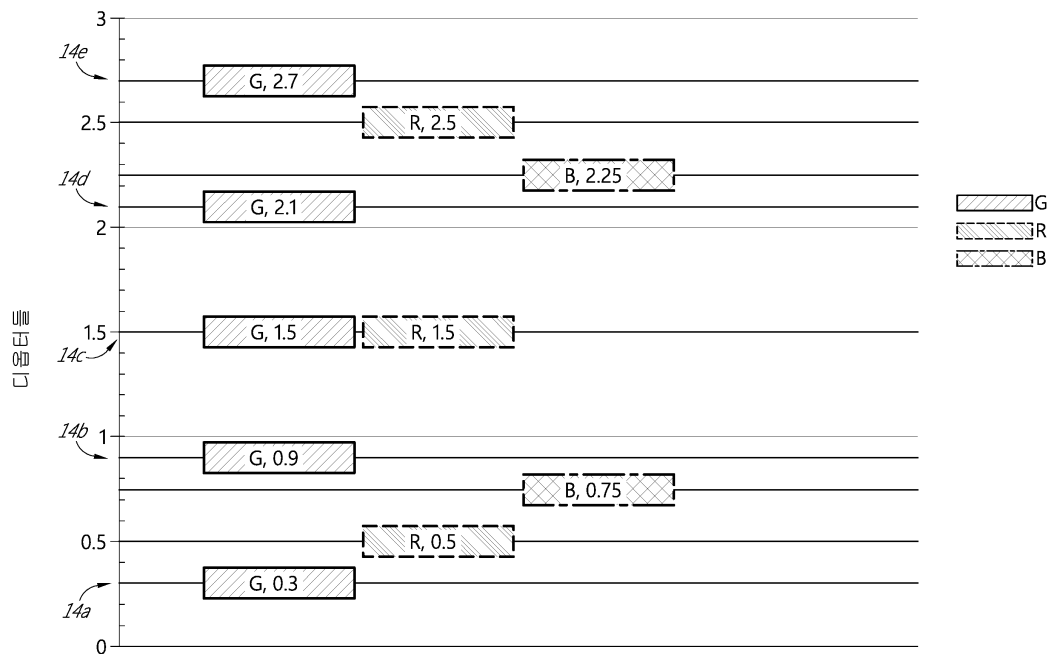 3
14e
G, 2.7
2.5
R, 2.5
B, 2.25
14d
G, 2.1
2
G
R
B
디옵터들
1.5
G, 1.5
R, 1.5
14c
14b
1
G, 0.9
B, 0.75
0.5
R, 0.5
G, 0.3
14a
0